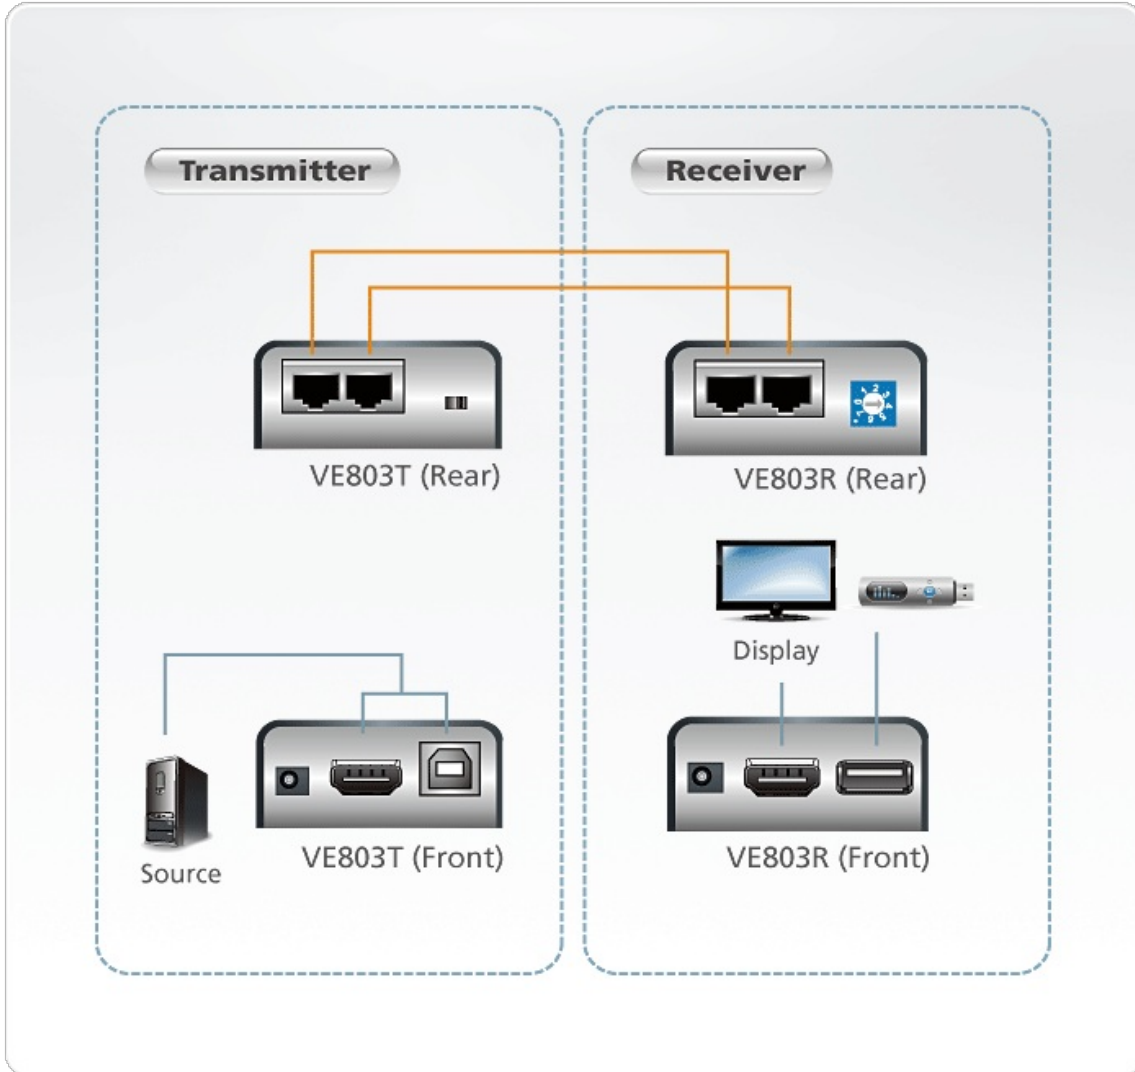 Transmitter
Receiver
VE803T (Rear)
VE803R (Rear)
Display
Source
VE803T (Front)
VE803R (Front)